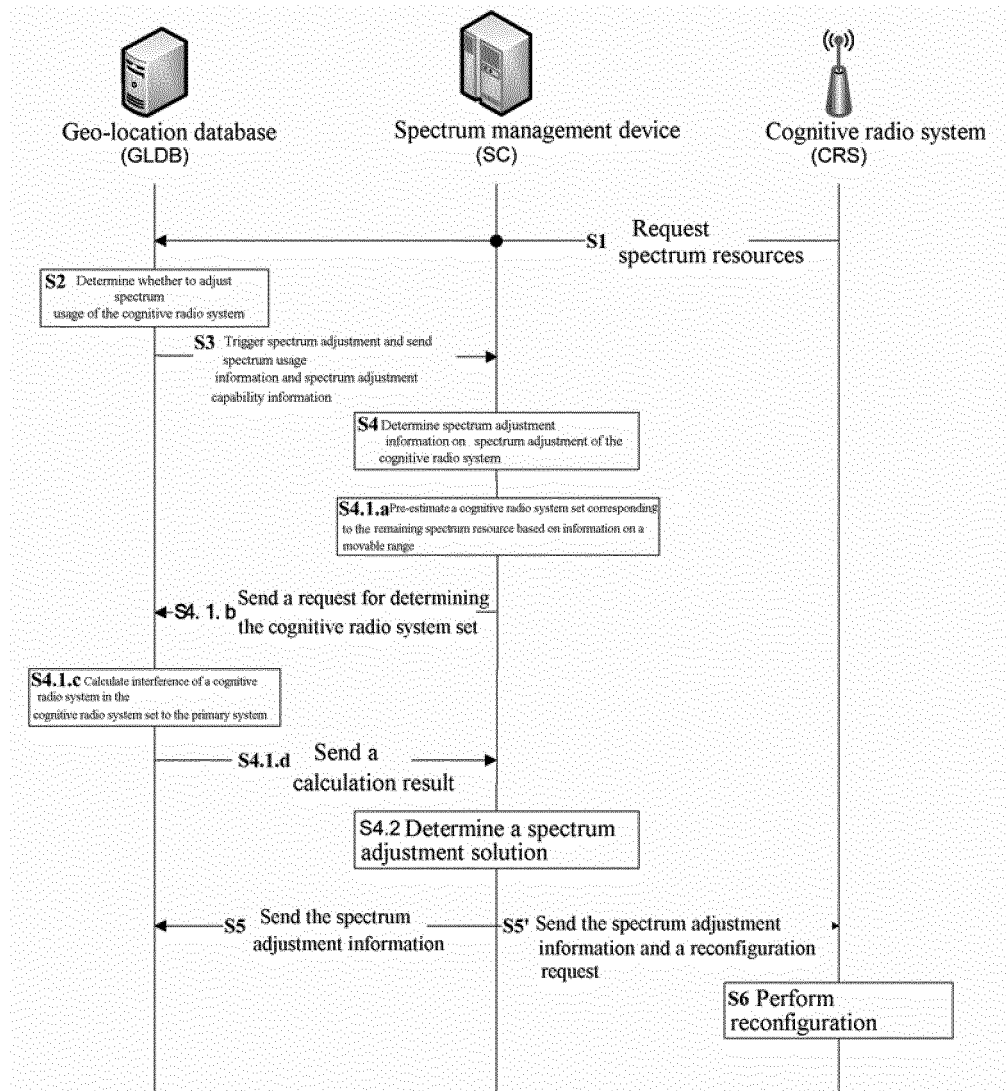 Geo-location database
(GLDB)
Spectrum management device
(SC)
Cognitive radio system
(CRS)
S1 Request
spectrum resources
S2 Determine whether to adjust
spectrum
usage of the cognitive radio system
S3 Trigger spectrum adjustment and send
spectrum usage
information and spectrum adjustment
capability information
S4 Determine spectrum adjustment
information on spectrum adjustment of the
cognitive radio system
S4.1.a Pre-estimate a cognitive radio system set corresponding
to the remaining spectrum resource based on information on a
movable range
S4. 1. b Send a request for determining
the cognitive radio system set
S4.1.c Calculate interference of a cognitive
radio system in the
cognitive radio system set to the primary system
S4.1.d Send a
calculation result
S4.2 Determine a spectrum
adjustment solution
S5 Send the spectrum
adjustment information
S5' Send the spectrum adjustment
information and a reconfiguration
request
S6 Perform
reconfiguration